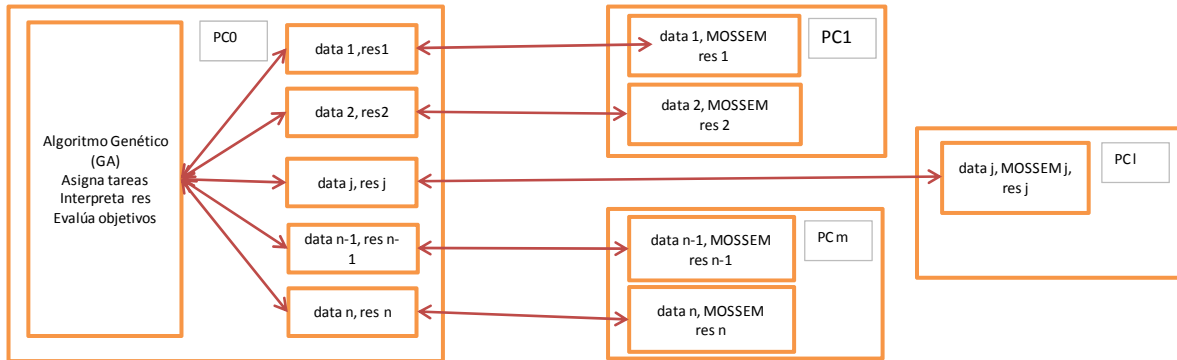 PC0
Algoritmo Genético
(GA)
Asigna tareas
Interpreta res
Evalúa objetivos
data 1 ,res1
data 2, res2
data j, res j
data n-1, res n-
1
data n, res n
data 1, MOSSEM
res 1
PC1
data 2, MOSSEM
res 2
data j, MOSSEM j,
res j
PC l
data n-1, MOSSEM
res n-1
PC m
data n, MOSSEM
res n